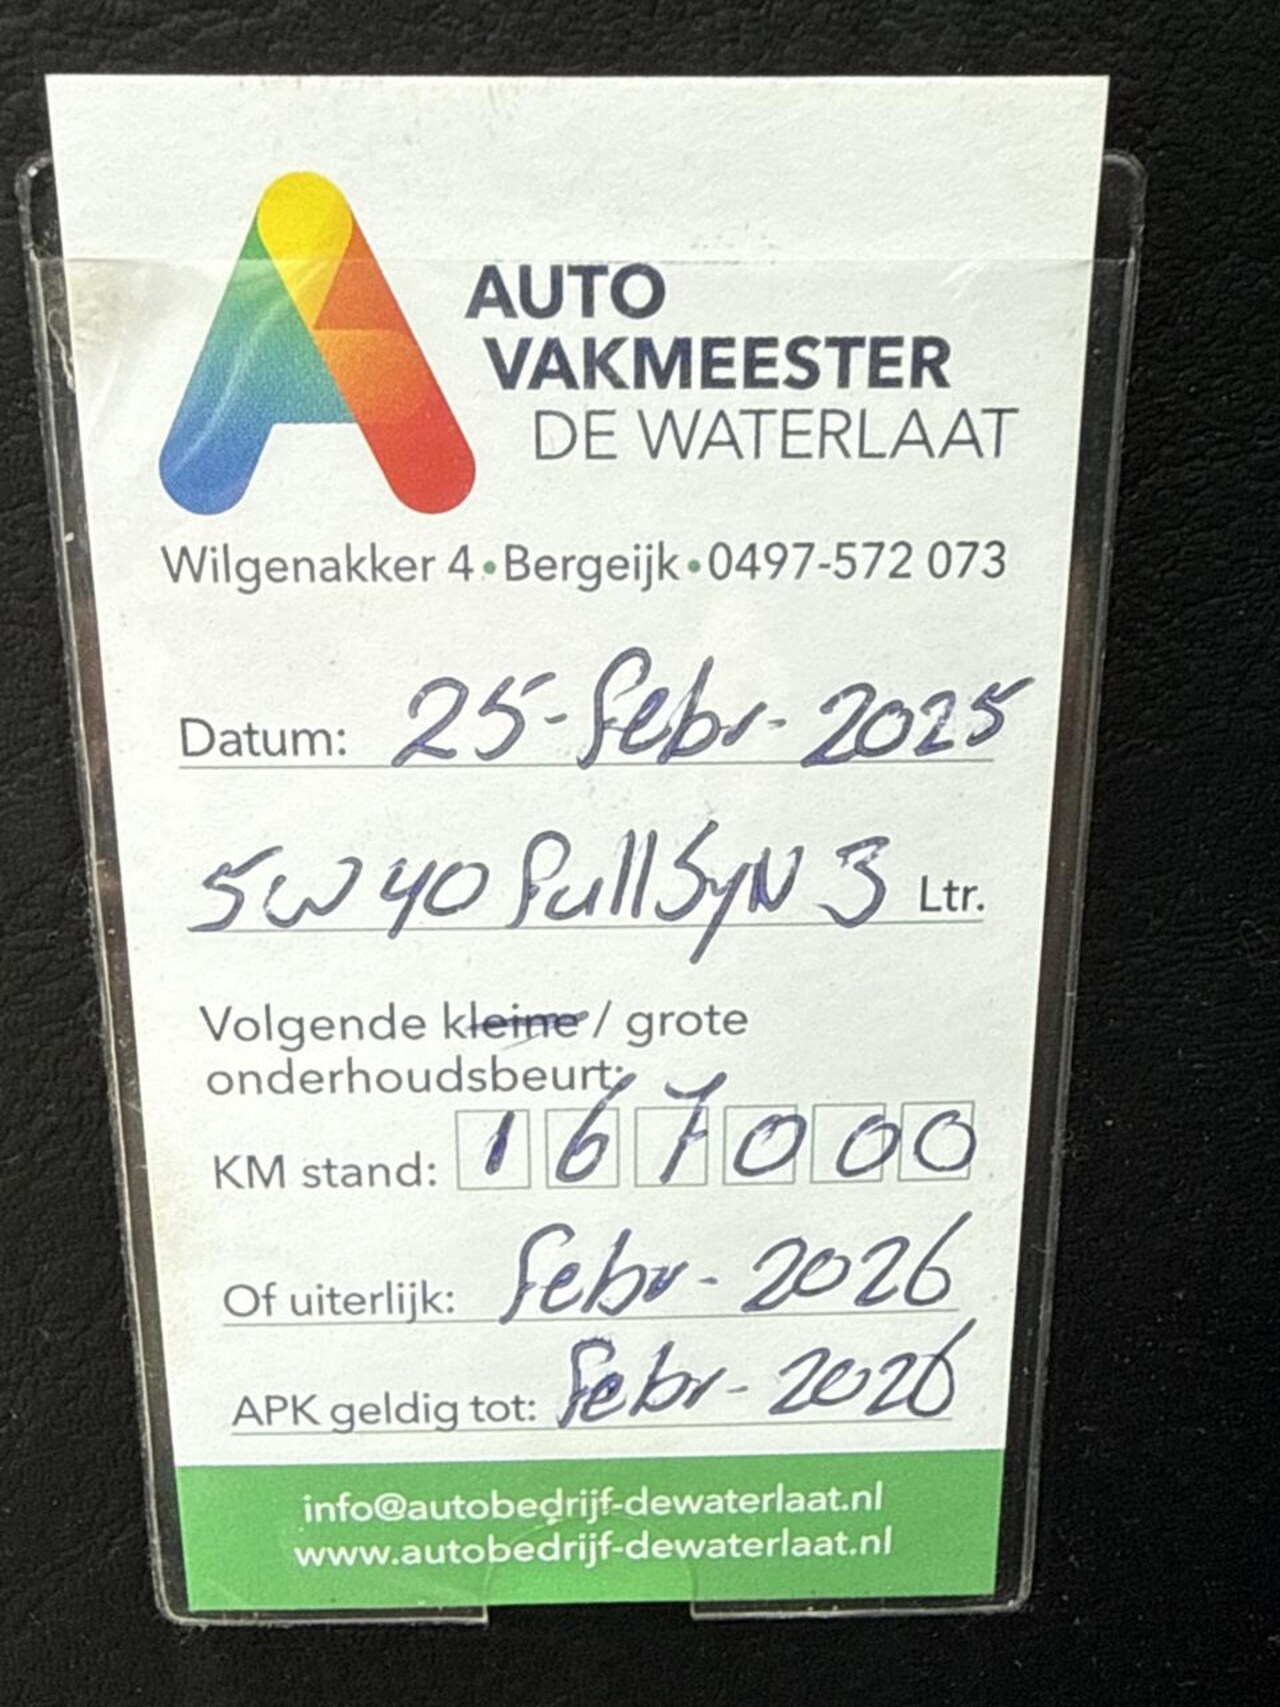 AUTO
VAKMEESTER
DE WATERLAAT
Wilgenakker 4 • Bergeijk • 0497-572 073
Datum: 25-febr-2025
5W40 FullSyN 3 Ltr.
Volgende kleine / grote
onderhoudsbeurt:
KM stand: 167000
Of uiterlijk: febr-2026
APK geldig tot: febr-2026
info@autobedrijf-dewaterlaat.nl
www.autobedrijf-dewaterlaat.nl